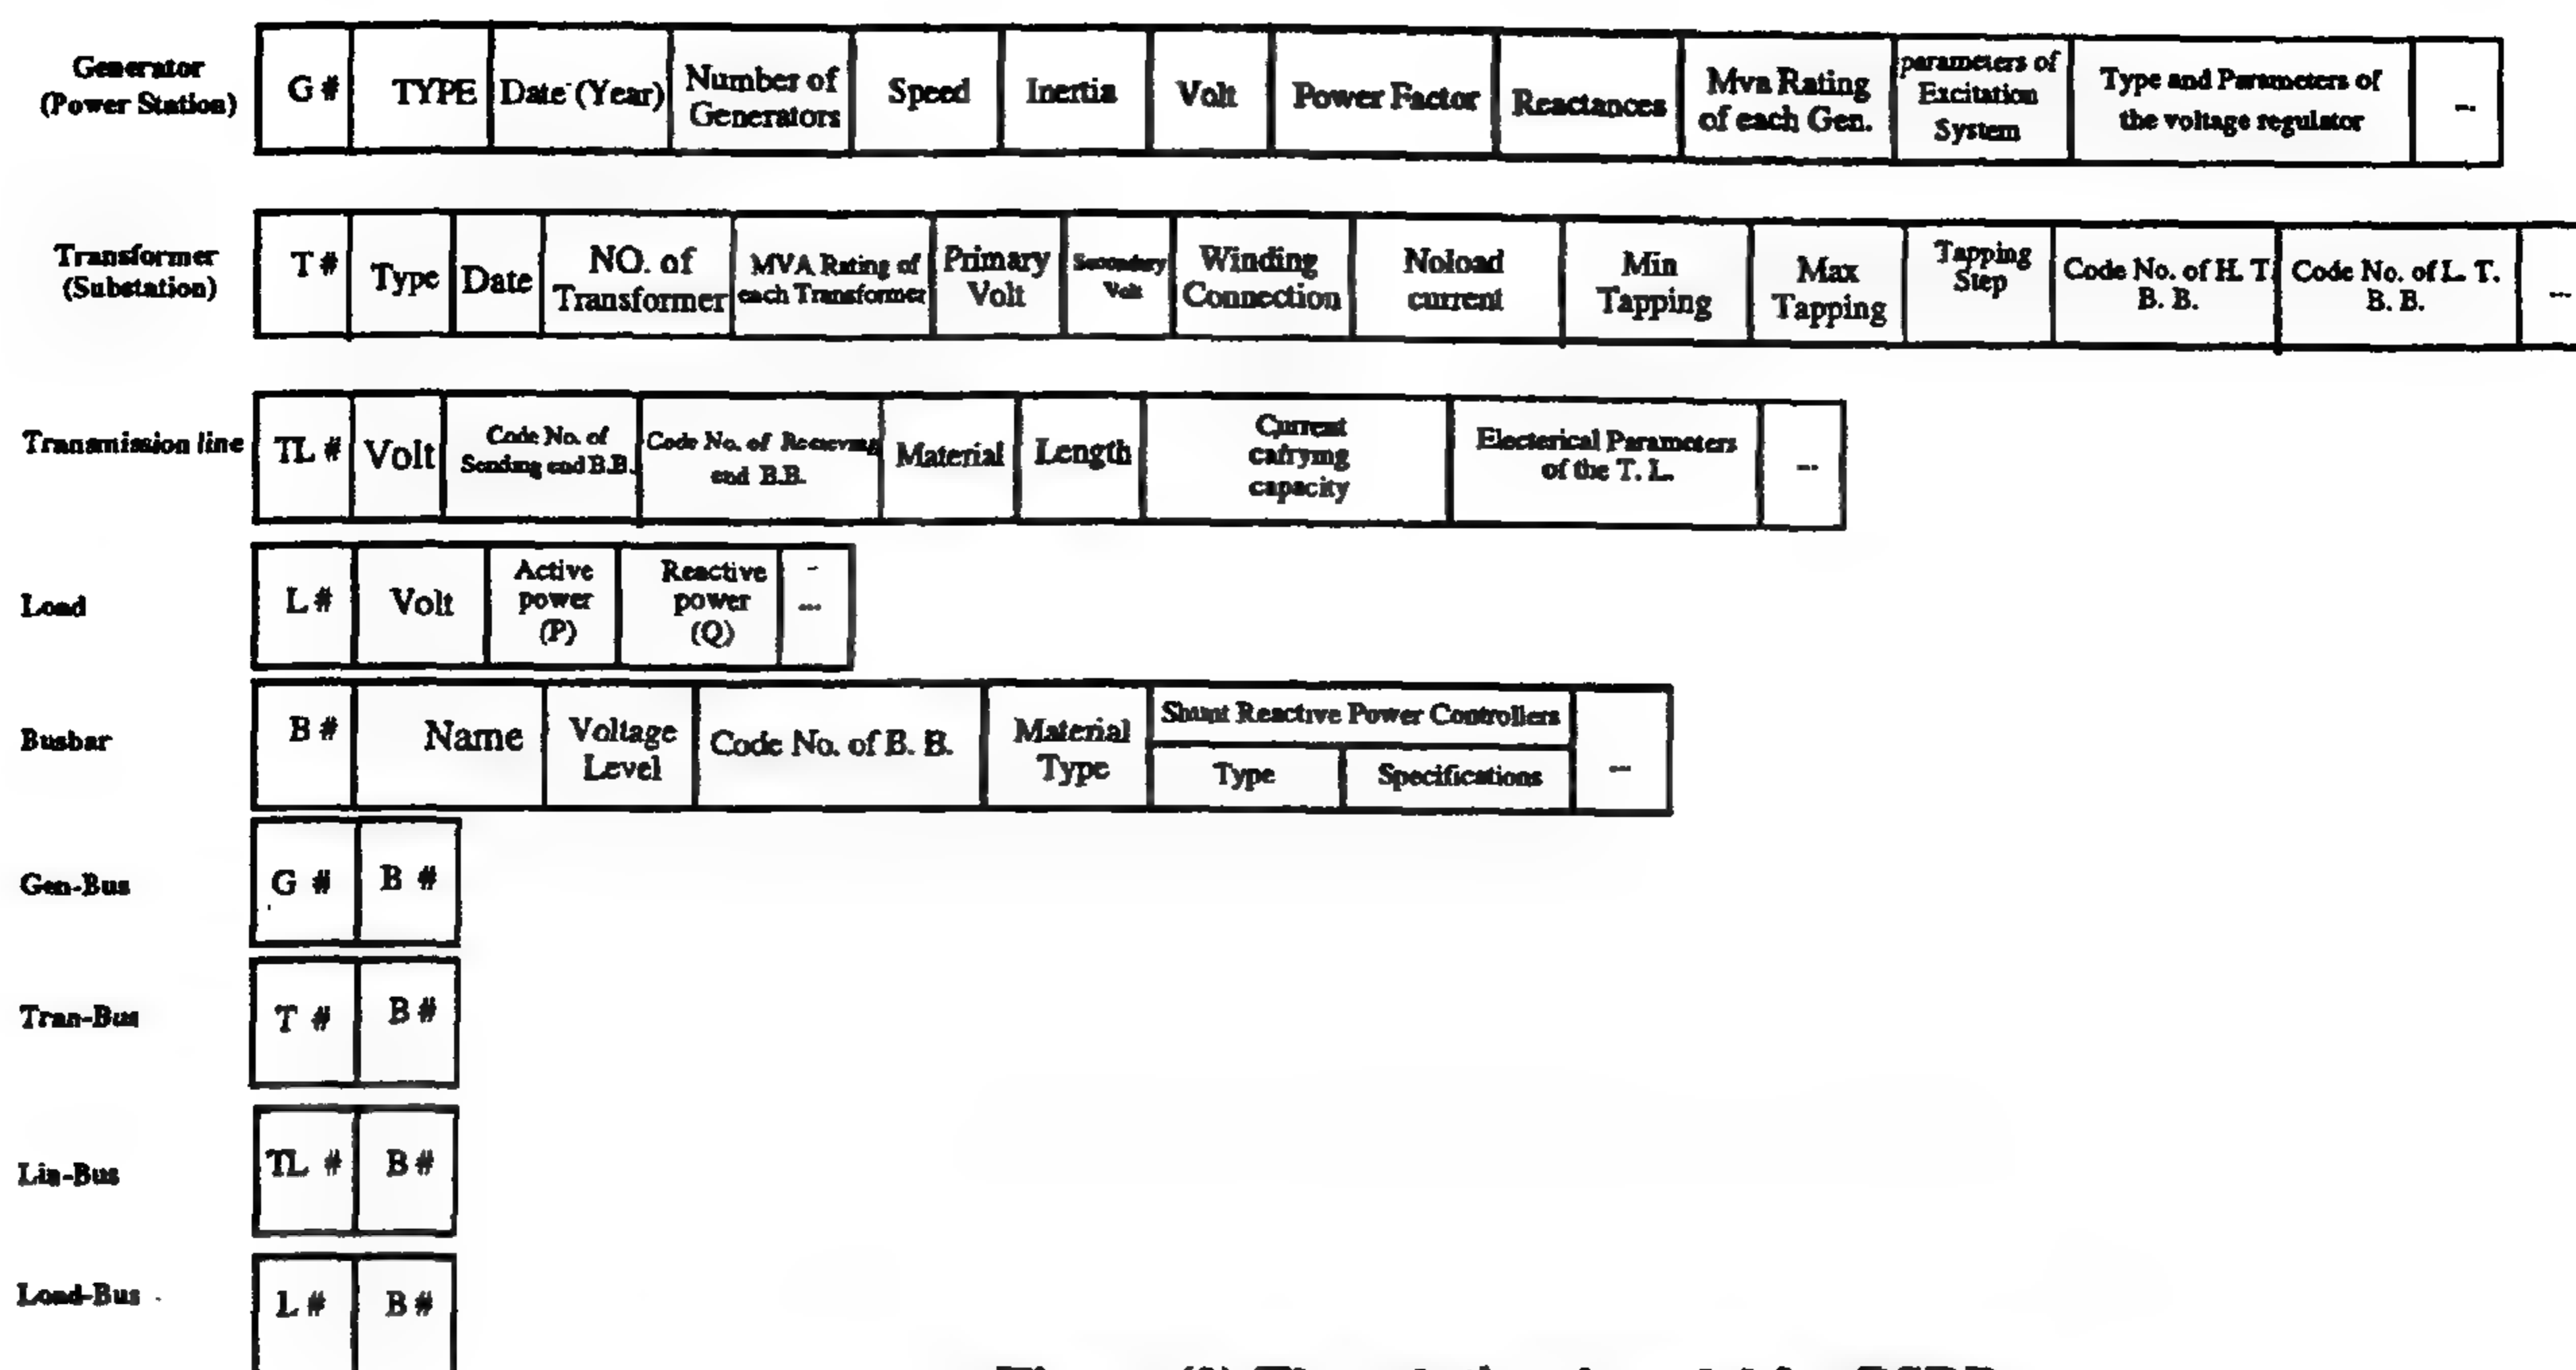 Generator
(Power Station)
G #
TYPE
Date (Year)
Number of
Generators
Speed
Inertia
Volt
Power Factor
Reactances
Mva Rating
of each Gen.
parameters of
Excitation
System
Type and Parameters of
the voltage regulator
...
Transformer
(Substation)
T #
Type
Date
NO. of
Transformer
MVA Rating of
each Transformer
Primary
Volt
Secondary
Volt
Winding
Connection
Noload
current
Min
Tapping
Max
Tapping
Tapping
Step
Code No. of H. T.
B. B.
Code No. of L. T.
B. B.
...
Transmission line
TL #
Volt
Code No. of
Sending end B.B.
Code No. of Recieving
end B.B.
Material
Length
Current
carrying
capacity
Electerical Parameters
of the T. L.
...
Load
L #
Volt
Active
power
(P)
Reactive
power
(Q)
...
Busbar
B #
Name
Voltage
Level
Code No. of B. B.
Material
Type
Shunt Reactive Power Controllers
Type
Specifications
...
Gen-Bus
G #
B #
Tran-Bus
T #
B #
Lin-Bus
TL #
B #
Load-Bus
L #
B #